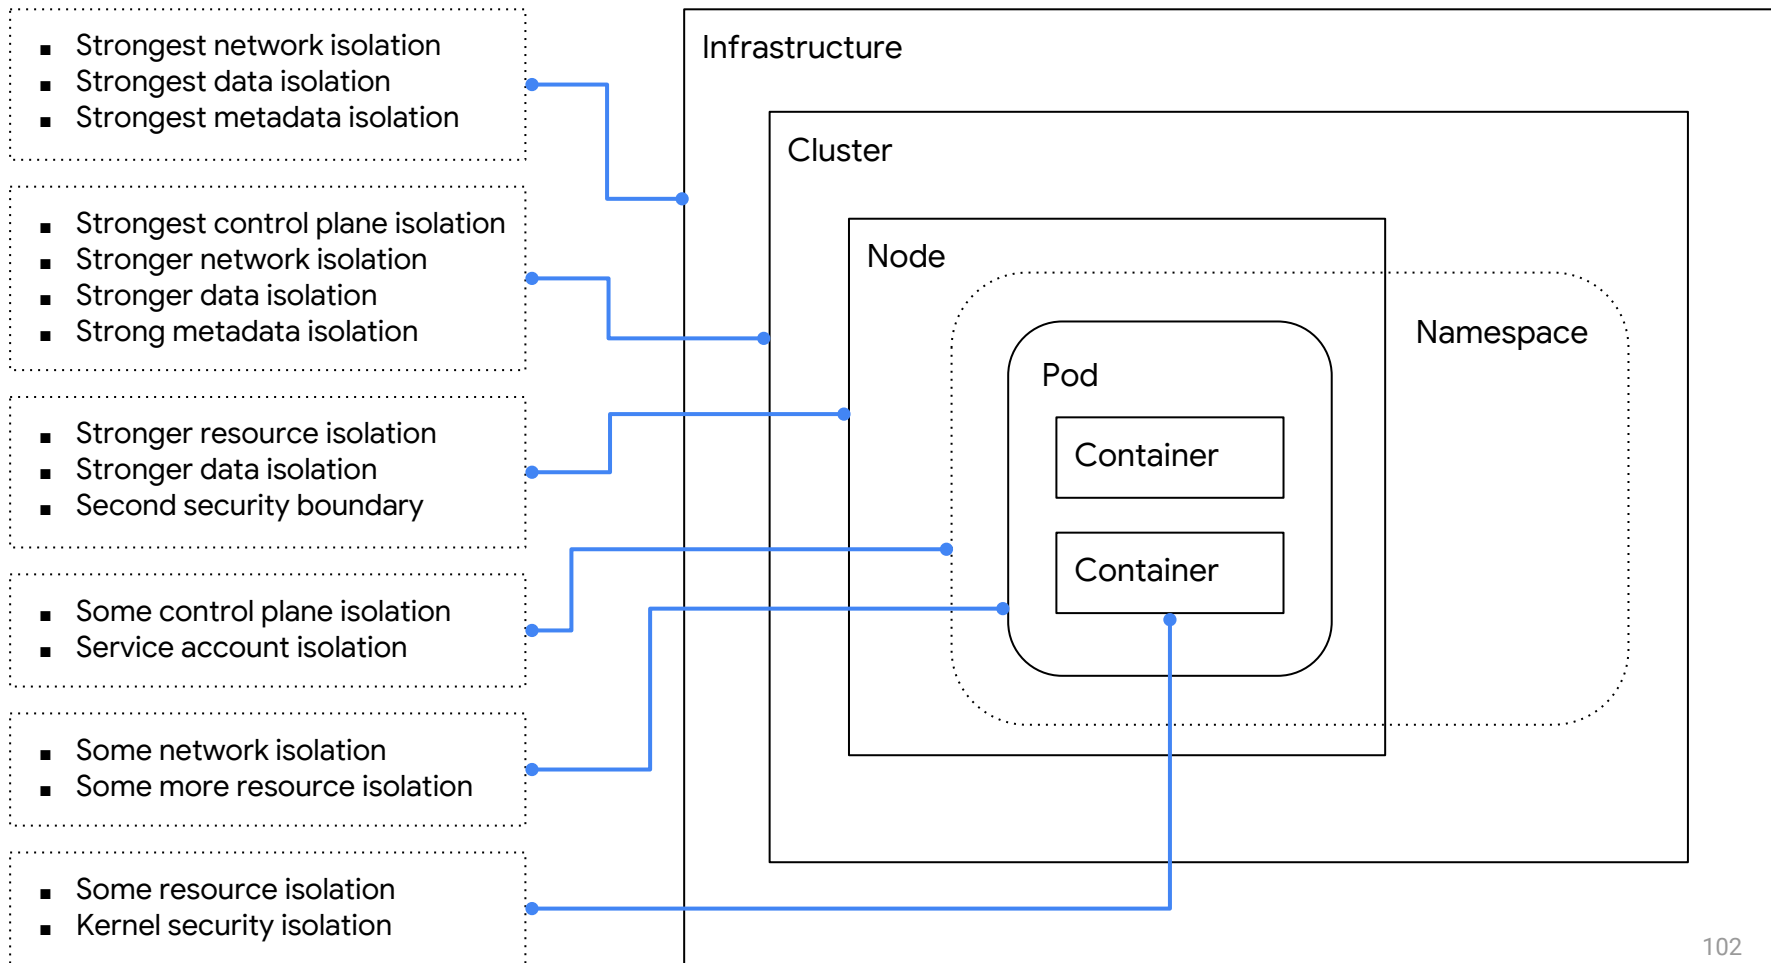 ■ Strongest network isolation
■ Strongest data isolation
■ Strongest metadata isolation
■ Strongest control plane isolation
■ Stronger network isolation
■ Stronger data isolation
■ Strong metadata isolation
■ Stronger resource isolation
■ Stronger data isolation
■ Second security boundary
■ Some control plane isolation
■ Service account isolation
■ Some network isolation
■ Some more resource isolation
■ Some resource isolation
■ Kernel security isolation
Infrastructure
Cluster
Node
Namespace
Pod
Container
Container
102